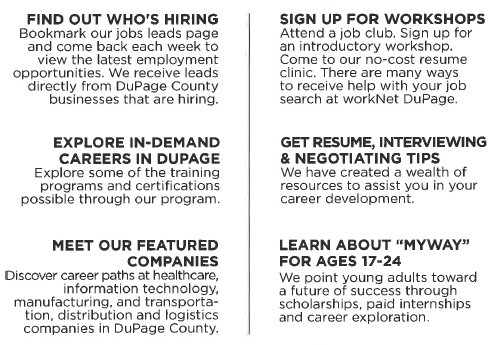 FIND OUT WHO'S HIRING
Bookmark our jobs leads page
and come back each week to
view the latest employment
opportunities. We receive leads
directly from DuPage County
businesses that are hiring.
EXPLORE IN-DEMAND
CAREERS IN DUPAGE
Explore some of the training
programs and certifications
possible through our program.
MEET OUR FEATURED
COMPANIES
Discover career paths at healthcare,
information technology,
manufacturing, and transporta-
tion, distribution and logistics
companies in DuPage County.
SIGN UP FOR WORKSHOPS
Attend a job club. Sign up for
an introductory workshop.
Come to our no-cost resume
clinic. There are many ways
to receive help with your job
search at workNet DuPage.
GET RESUME, INTERVIEWING
& NEGOTIATING TIPS
We have created a wealth of
resources to assist you in your
career development.
LEARN ABOUT “MYWAY”
FOR AGES 17-24
We point young adults toward
a future of success through
scholarships, paid internships
and career exploration.